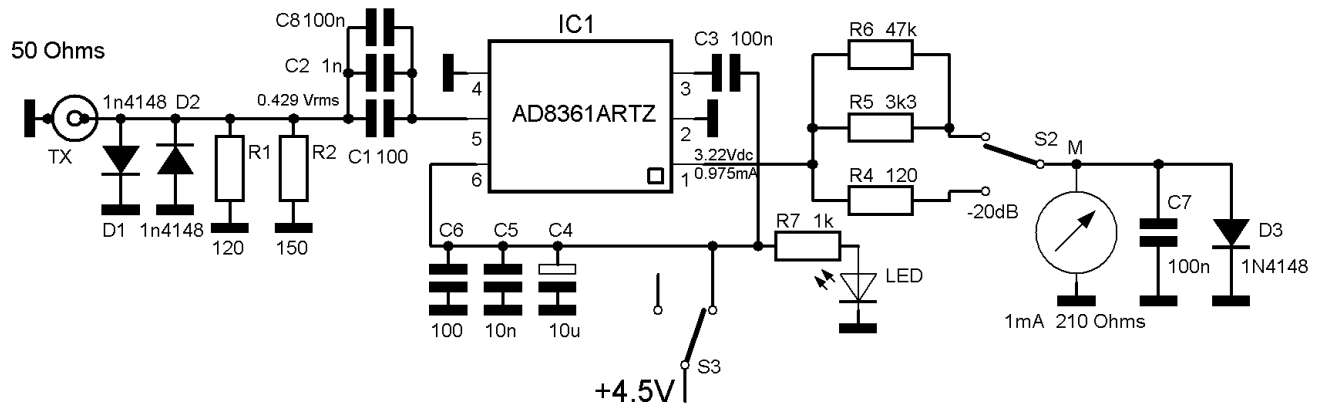 50 Ohms
C8 100n
IC1
C3 100n
R6 47k
C2 1n
4
3
1n4148 D2
0.429 Vrms
AD8361ARTZ
R5 3k3
5
2
S2
M
TX
R1
R2
C1 100
6
1
3.22Vdc
0.975mA
R4 120
-20dB
C7
D3
D1
1n4148
120
150
C6
C5
C4
R7 1k
100n
1N4148
LED
100
10n
10u
1mA 210 Ohms
S3
+4.5V